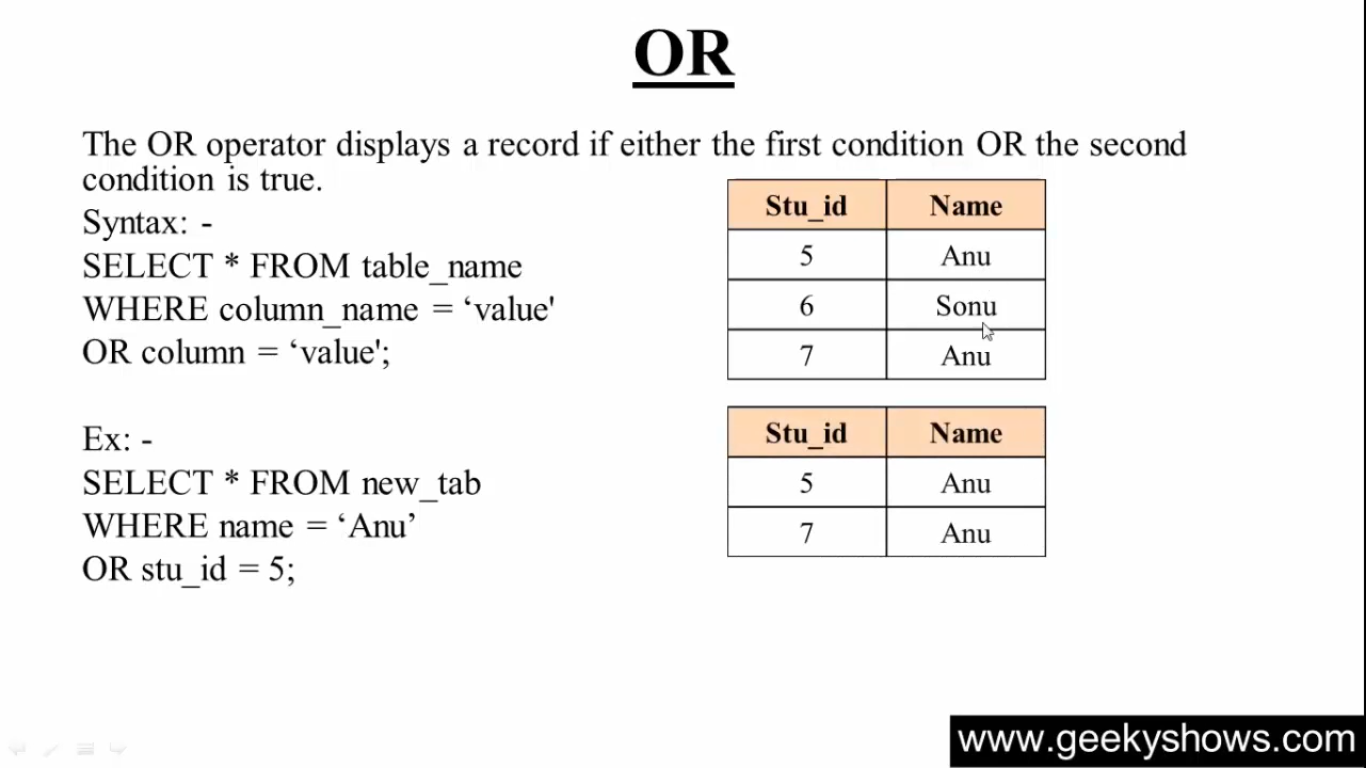 OR
The OR operator displays a record if either the first condition OR the second
condition is true.
Syntax: -
SELECT * FROM table_name
WHERE column_name = ‘value'
OR column = ‘value';
Ex: -
SELECT * FROM new_tab
WHERE name = ‘Anu’
OR stu_id = 5;
Stu_id Name
5 Anu
6 Sonu
7 Anu
Stu_id Name
5 Anu
7 Anu
www.geekyshows.com